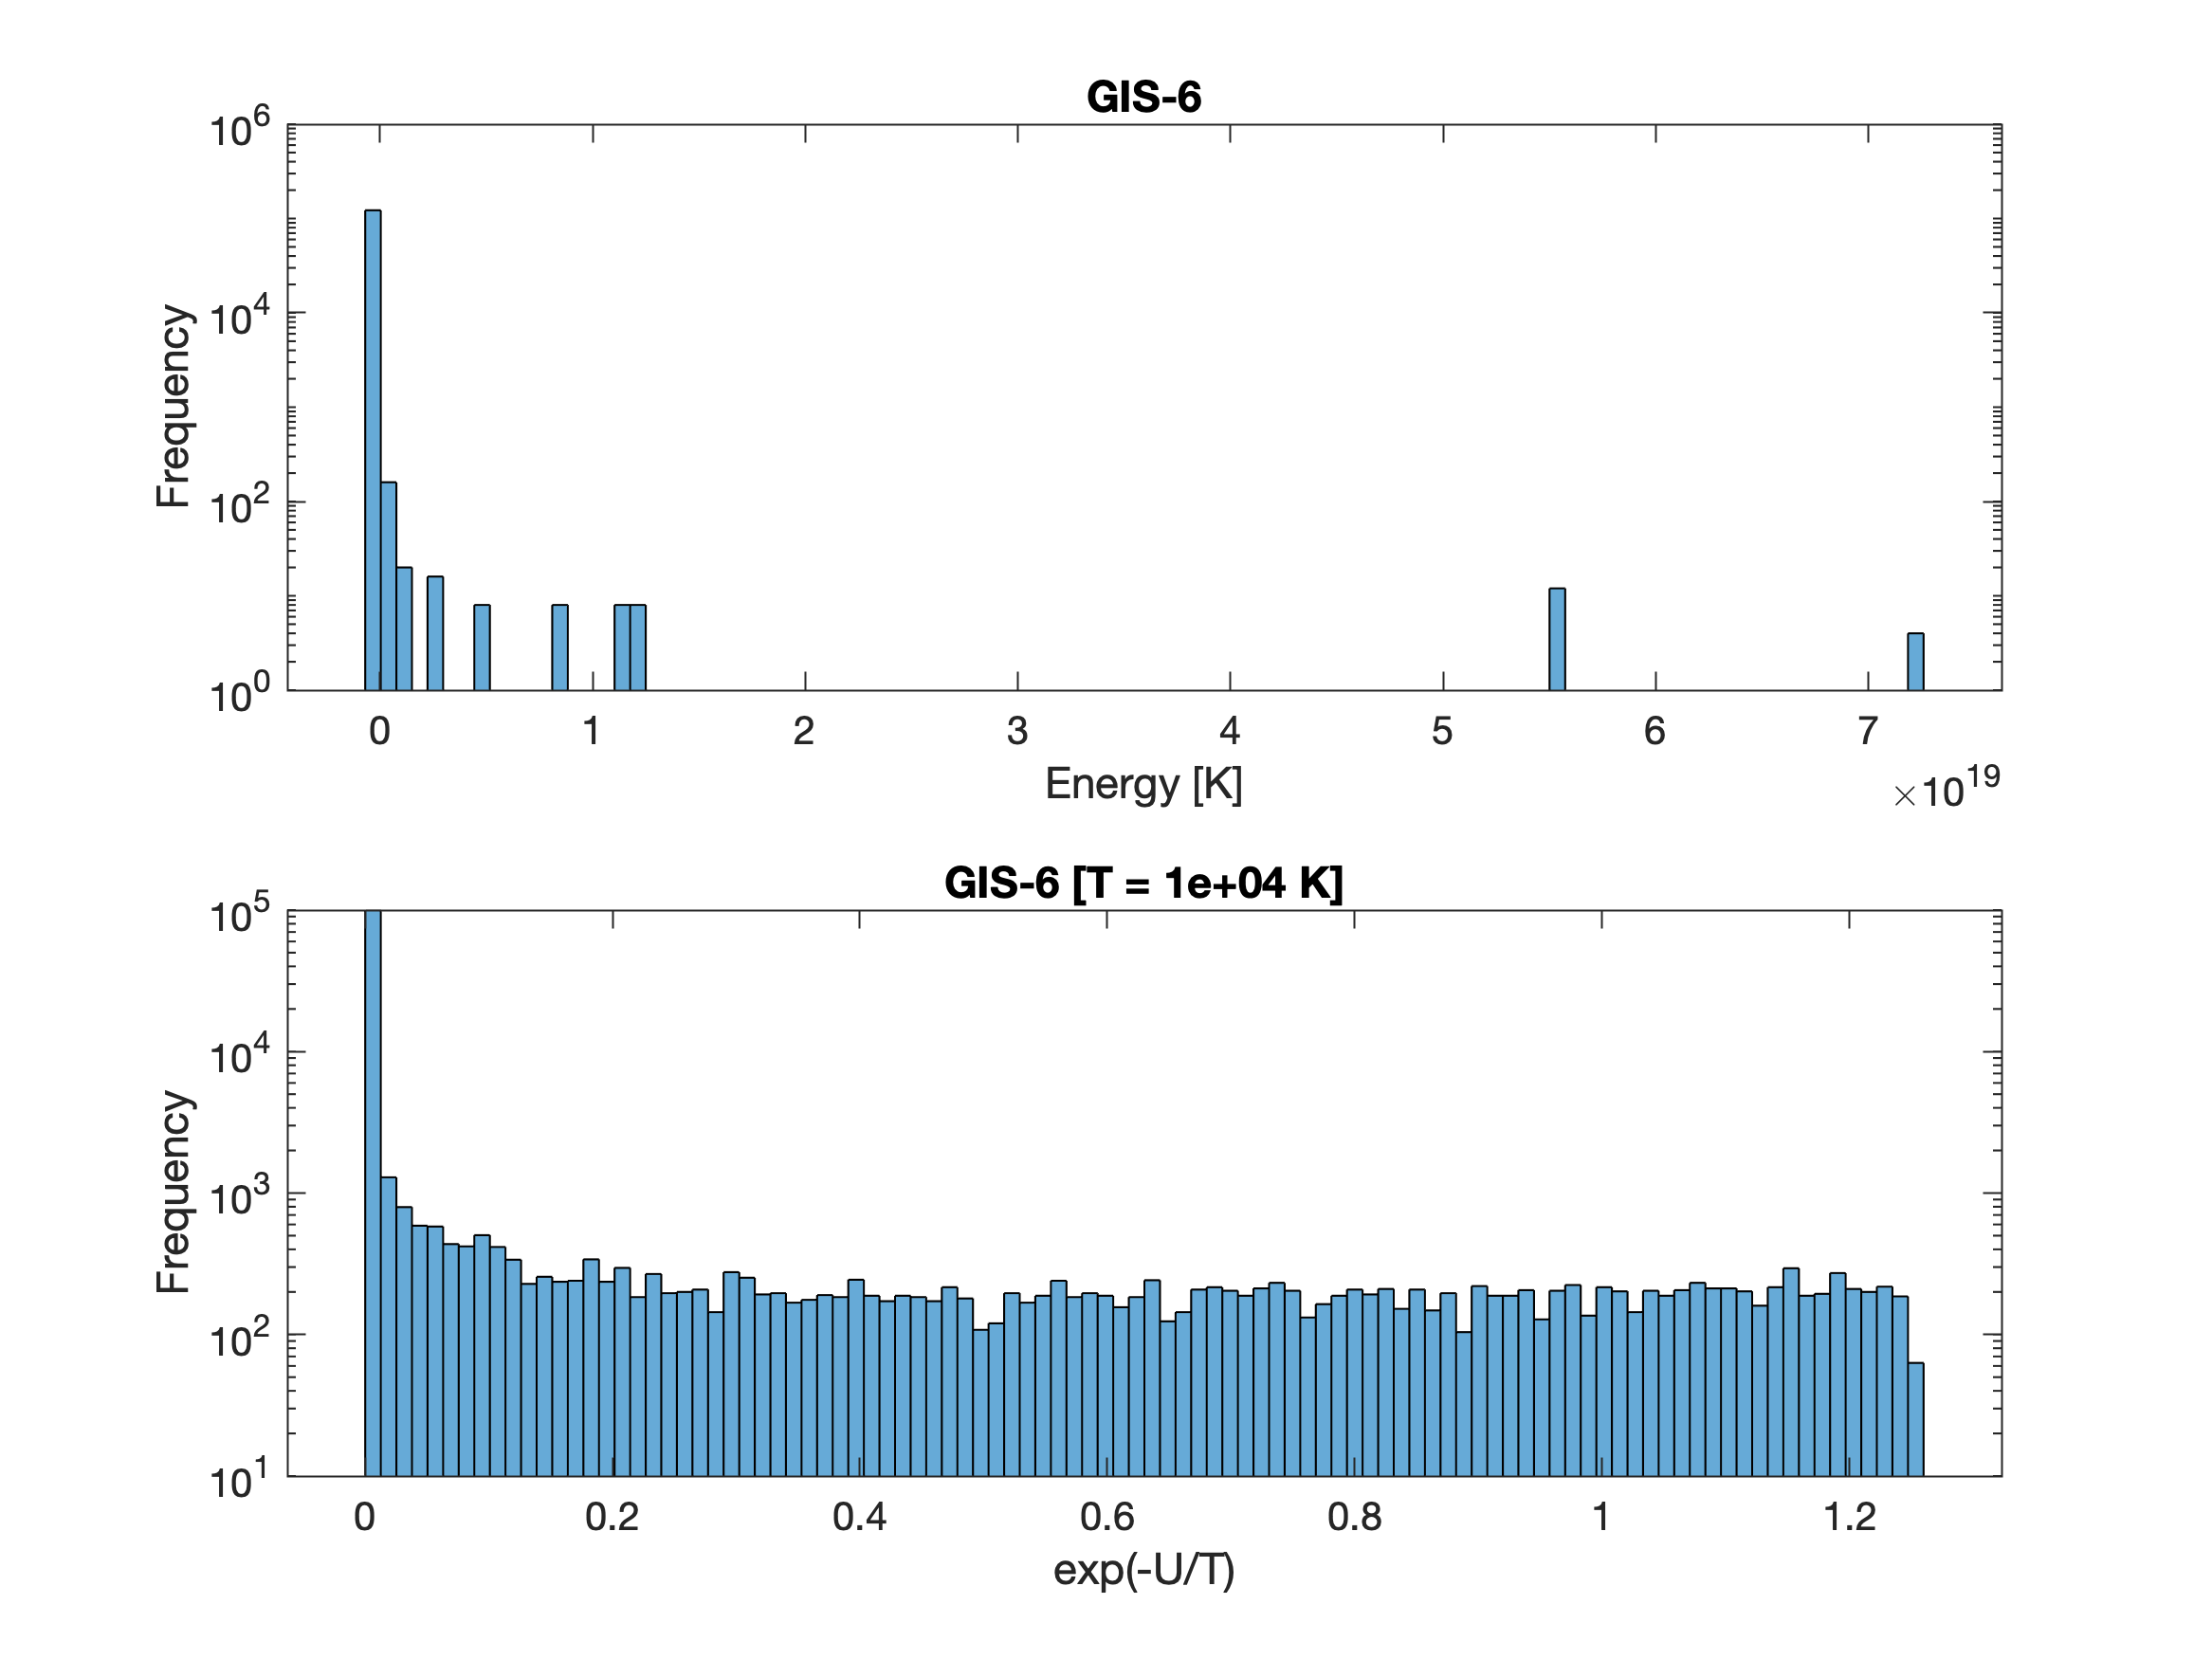 GIS-6
10^6
10^4
10^2
10^0
Frequency
0 1 2 3 4 5 6 7
Energy [K]
×10^19
GIS-6 [T = 1e+04 K]
10^5
10^4
10^3
10^2
10^1
Frequency
0 0.2 0.4 0.6 0.8 1 1.2
exp(-U/T)